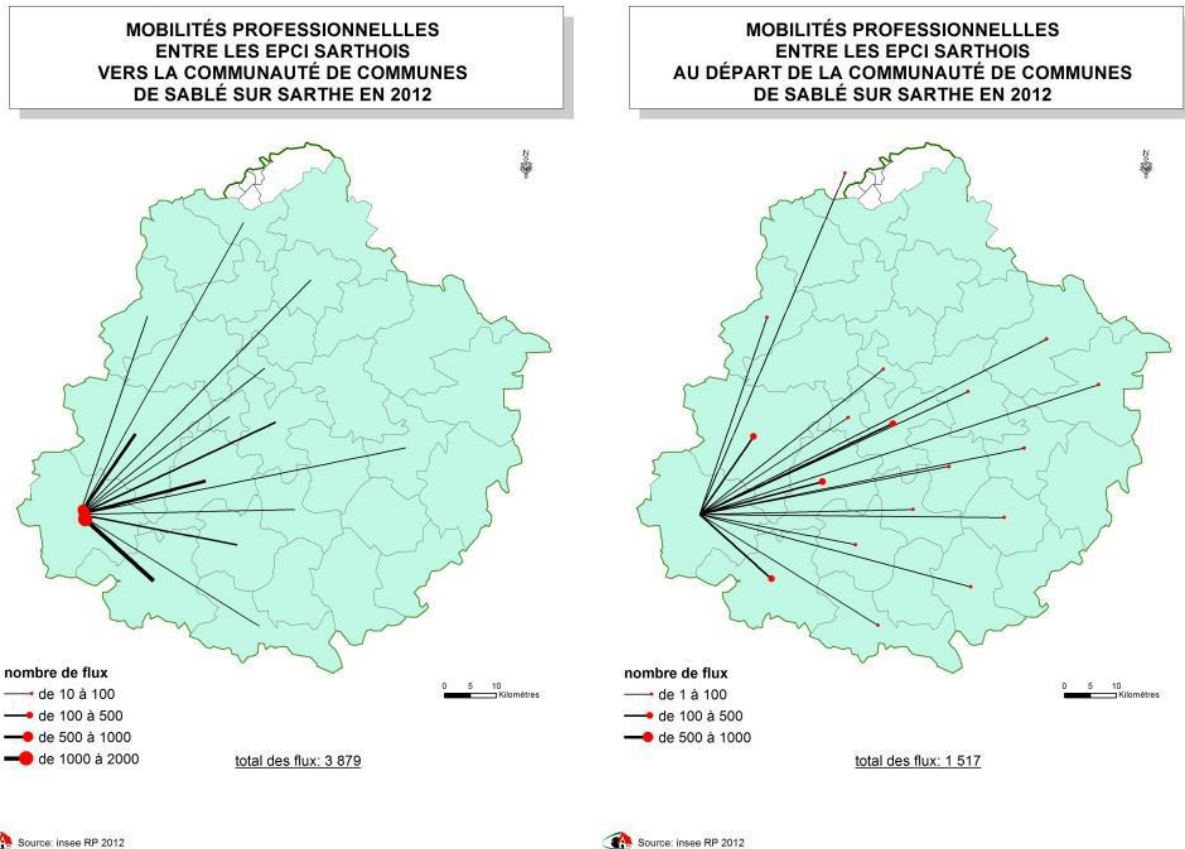 MOBILITÉS PROFESSIONNELLLES
ENTRE LES EPCI SARTHOIS
VERS LA COMMUNAUTÉ DE COMMUNES
DE SABLÉ SUR SARTHE EN 2012
N
nombre de flux
de 10 à 100
de 100 à 500
de 500 à 1000
de 1000 à 2000
0 5 10
Kilomètres
total des flux: 3 879
Source: insee RP 2012
MOBILITÉS PROFESSIONNELLLES
ENTRE LES EPCI SARTHOIS
AU DÉPART DE LA COMMUNAUTÉ DE COMMUNES
DE SABLÉ SUR SARTHE EN 2012
N
nombre de flux
de 1 à 100
de 100 à 500
de 500 à 1000
0 5 10
Kilomètres
total des flux: 1 517
Source: insee RP 2012